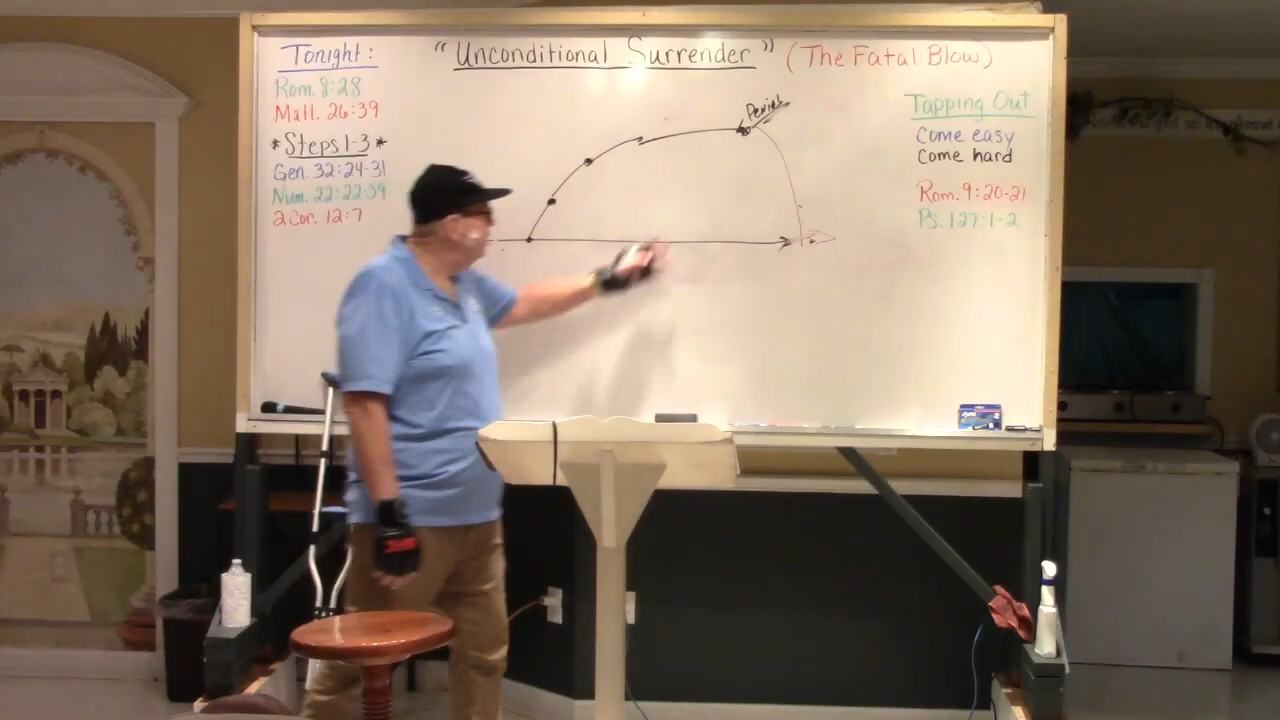 Tonight:
Rom. 8:28
Matt. 26:39
*Steps 1-3*
Gen. 32:24-31
Num. 22:22-39
2 Cor. 12:7
"Unconditional Surrender" (The Fatal Blow)
Tapping Out
Come easy
Come hard
Rom. 9:20-21
Ps. 127:1-2